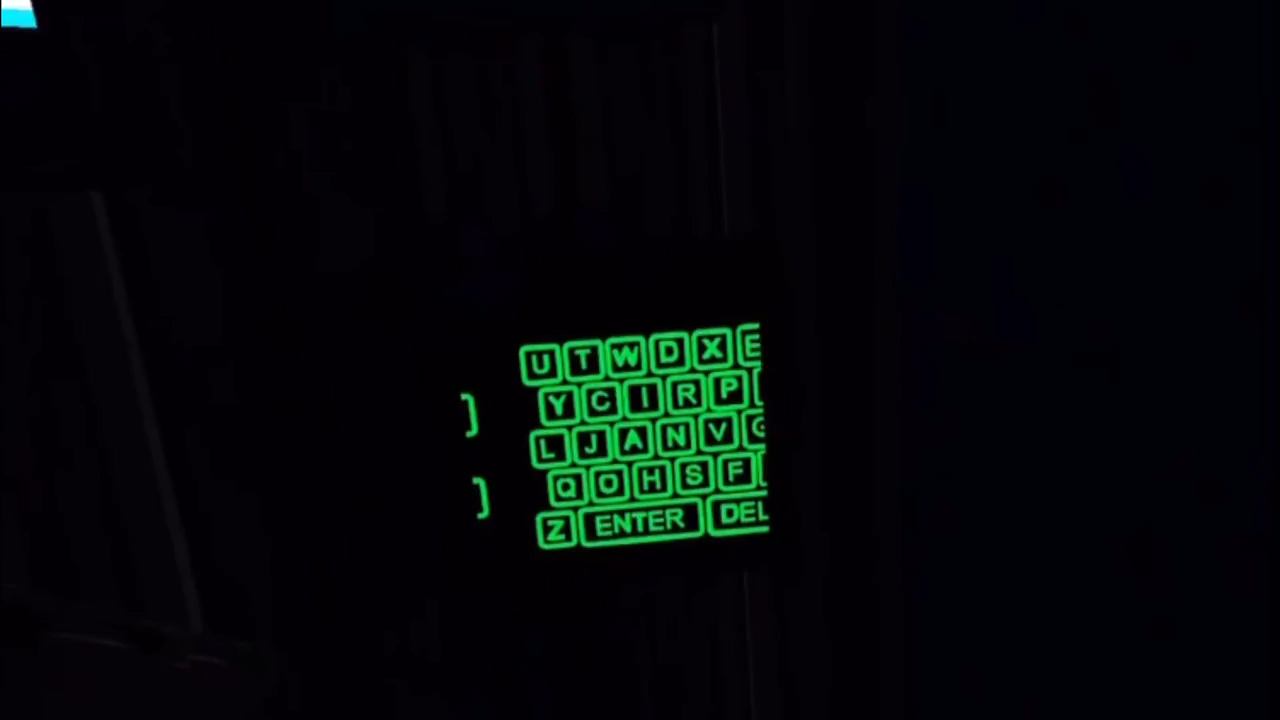 U T W D X E
] Y C I R P
L J A N V
] Q O H S F
Z ENTER DEL